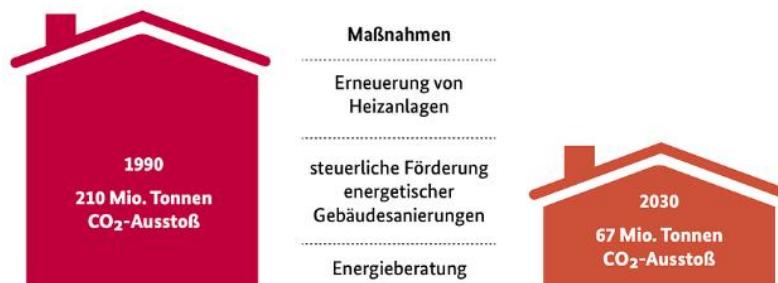 1990
210 Mio. Tonnen
CO₂-Ausstoß
Maßnahmen
Erneuerung von
Heizanlagen
steuerliche Förderung
energetischer
Gebäudesanierungen
Energieberatung
2030
67 Mio. Tonnen
CO₂-Ausstoß